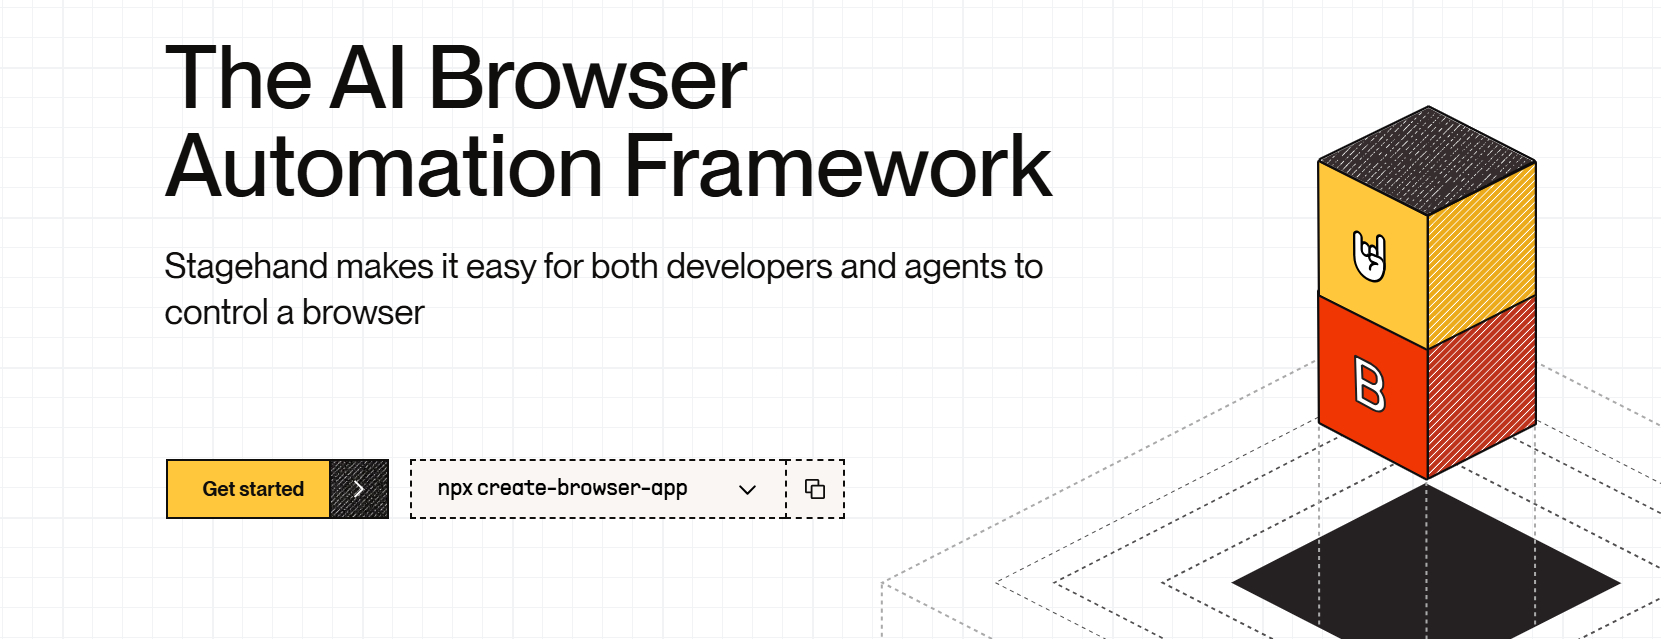 The AI Browser
Automation Framework
Stagehand makes it easy for both developers and agents to
control a browser
Get started
npx create-browser-app
B